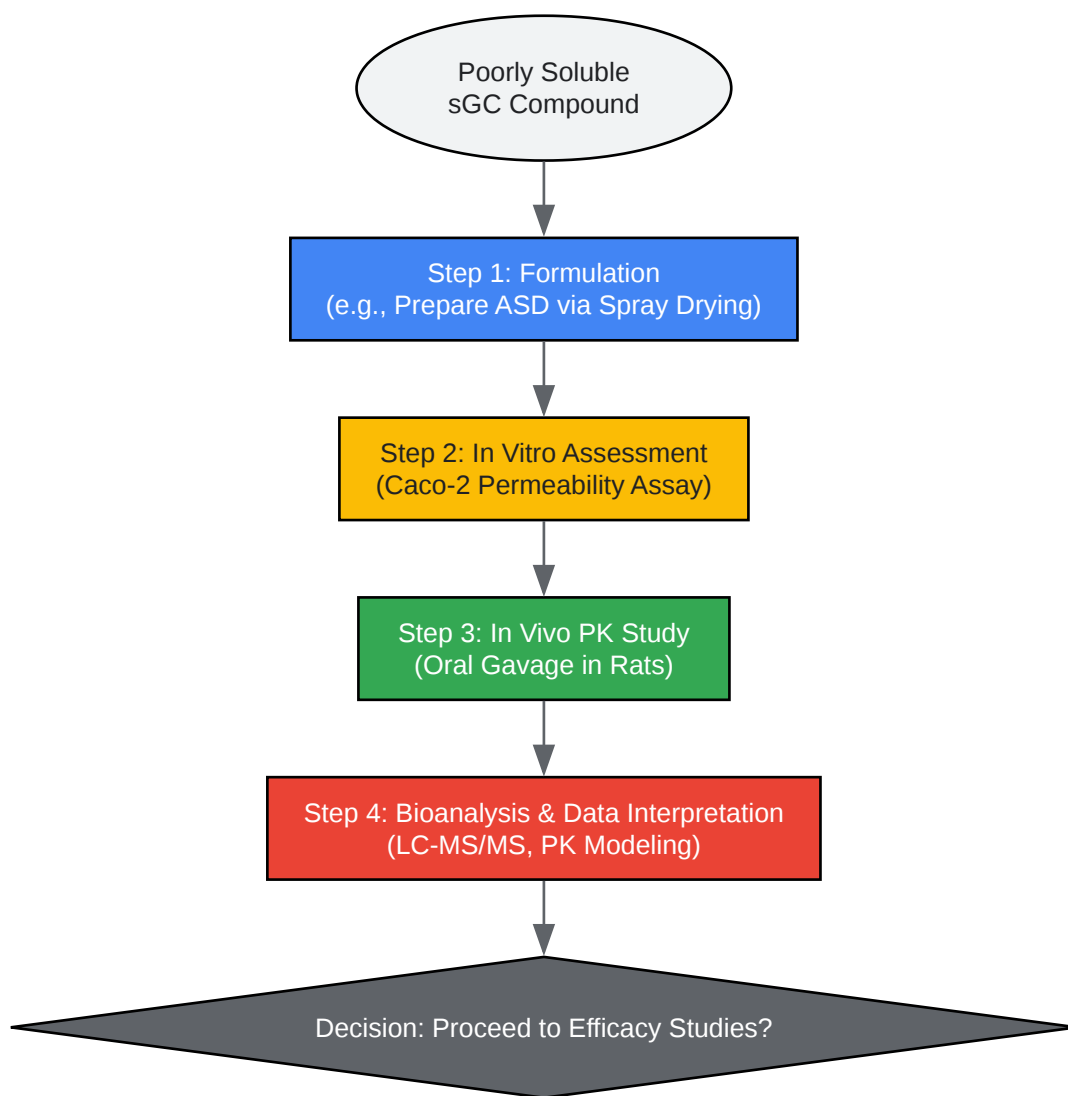 Poorly Soluble
sGC Compound
Step 1: Formulation
(e.g., Prepare ASD via Spray Drying)
Step 2: In Vitro Assessment
(Caco-2 Permeability Assay)
Step 3: In Vivo PK Study
(Oral Gavage in Rats)
Step 4: Bioanalysis & Data Interpretation
(LC-MS/MS, PK Modeling)
Decision: Proceed to Efficacy Studies?